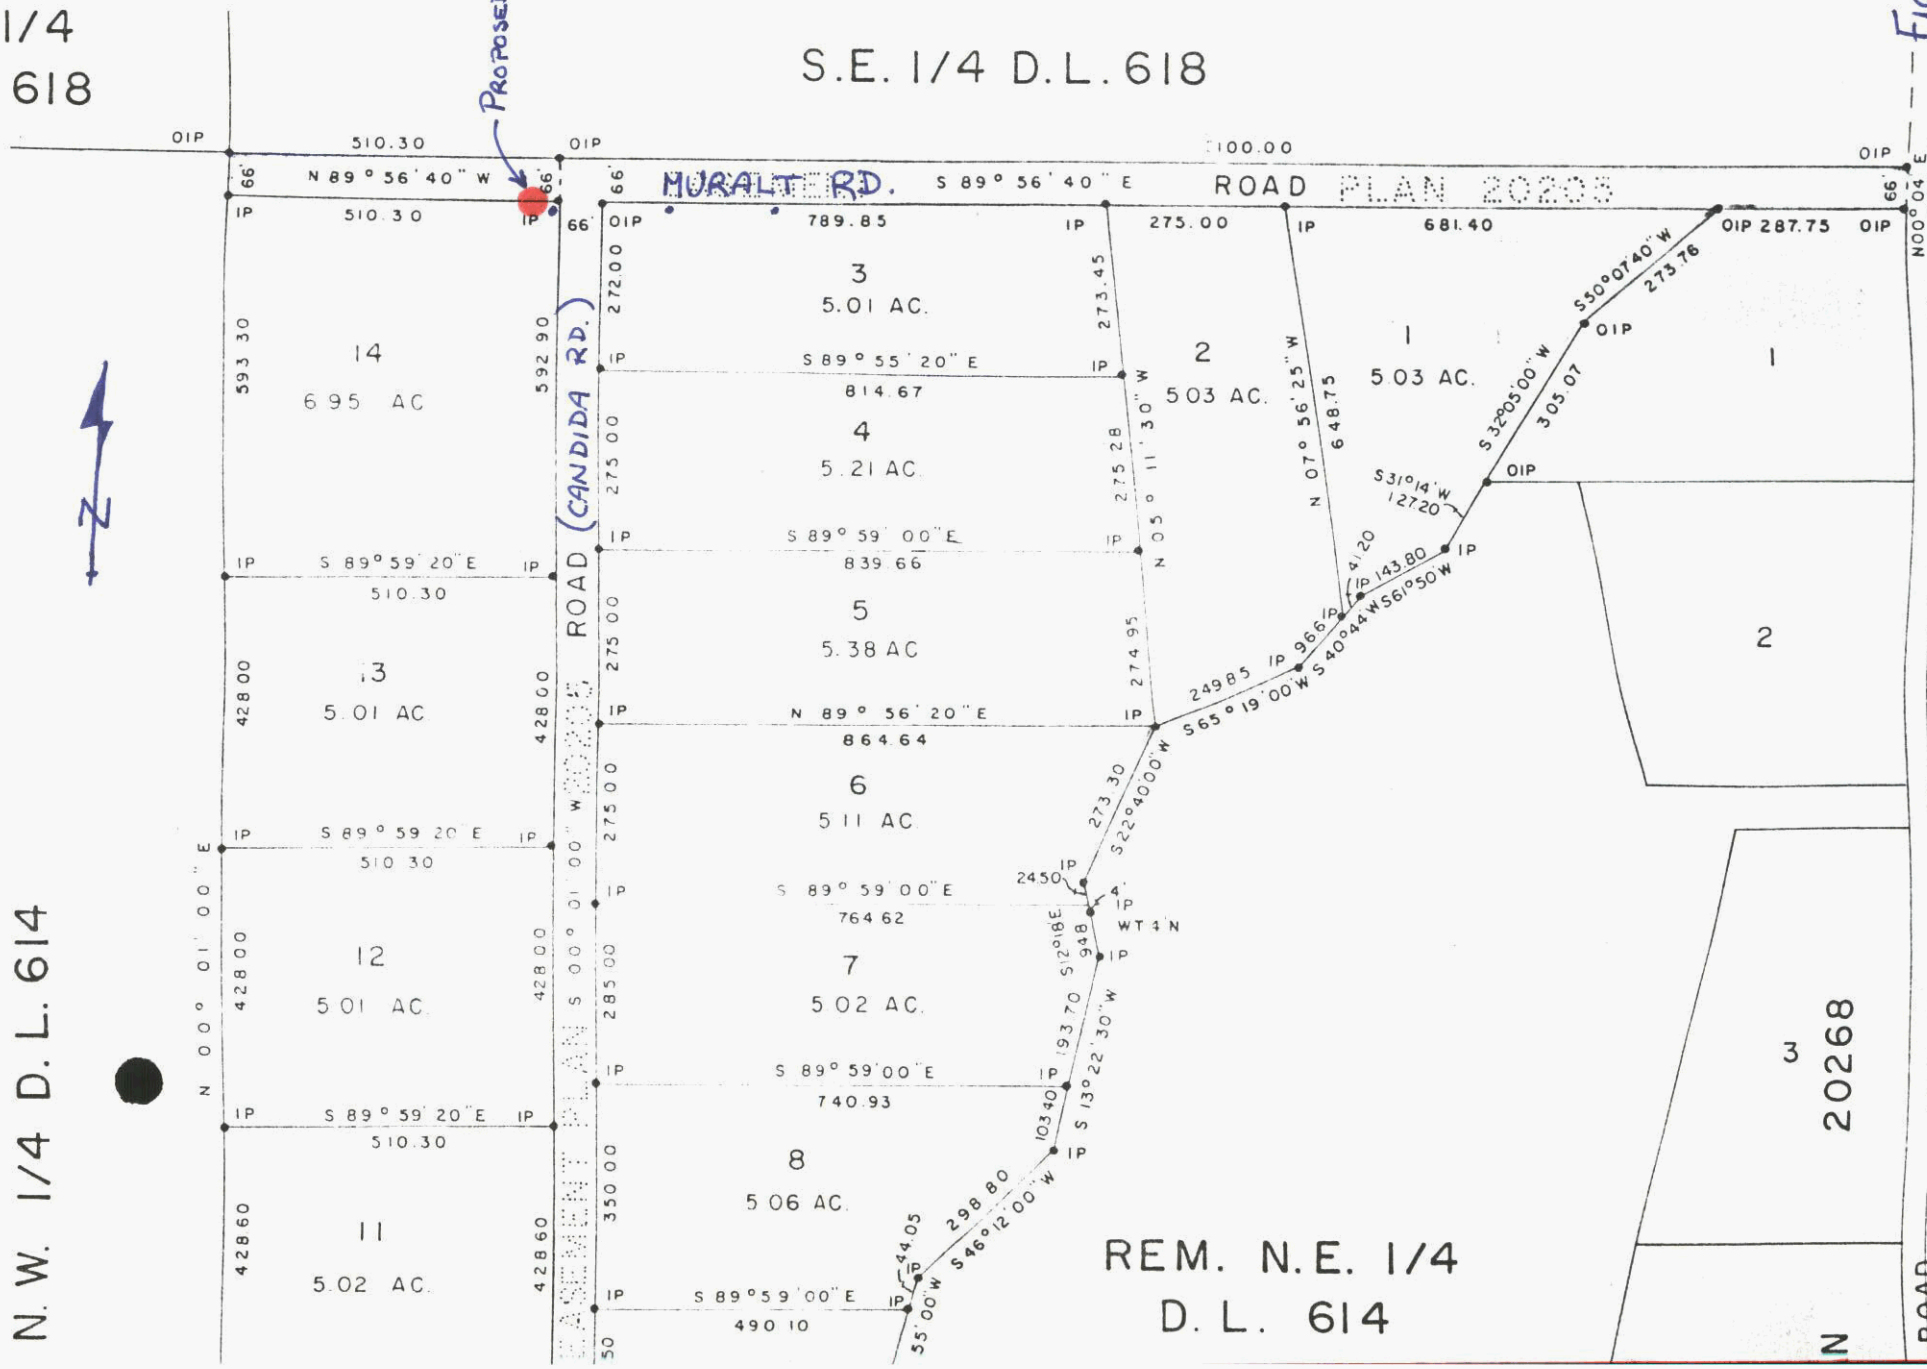 1/4
618
PROPOSED
S.E. 1/4 D.L. 618
OIP
510.30
OIP
2100.00
OIP
66'
N 89° 56' 40" W
66'
66'
MURALT RD.
S 89° 56' 40" E
ROAD PLAN 20205
66'
N00°04'E
IP
510.30
IP
66'
OIP
789.85
IP
275.00
IP
681.40
OIP 287.75
OIP
593 30
14
6 95 AC
592 90
ROAD (CANDIDA RD.)
272.00
3
5.01 AC.
273.45
IP
S 89° 55' 20" E
IP
814.67
275 00
4
5.21 AC.
275 28
N 05° 11' 30" W
2
5 03 AC.
N 07° 56' 25" W
648.75
1
5.03 AC.
S50°07'40" W
273.76
OIP
S 32°05'00" W
305.07
OIP
S31°14' W
127.20
1
Z
IP
S 89° 59' 20" E
IP
510.30
IP
S 89° 59' 00" E
IP
839.66
41.20
IP 143.80
S61°50' W
IP
IP
96 6
S 40°44' W
IP
249 85
S 65° 19' 00" W
275 00
5
5.38 AC
274 95
2
428 00
13
5.01 AC
428 00
IP
N 89° 56' 20" E
IP
864.64
275 00
6
5 11 AC.
273.30
S22°40'00" W
IP
S 89° 59' 20" E
IP
510 30
N 00° 01' 00" E
EASEMENT PLAN 20205
S 00° 01' 00" W
IP
S 89° 59' 00" E
764 62
IP
24.50
4'
IP
WT 4' N
S12°18'E
94 8
IP
428 00
12
5 01 AC.
428 00
285 00
7
5 02 AC.
193.70
S 13° 22' 30" W
N. W. 1/4 D. L. 614
IP
S 89° 59' 00" E
IP
740.93
103 40
IP
IP
S 89° 59' 20" E
IP
510.30
350 00
8
5 06 AC.
298 80
S 46° 12' 00" W
44.05
IP
428 60
11
5.02 AC.
428 60
IP
S 89° 59' 00" E
IP
490 10
55' 00" W
50
REM. N.E. 1/4
D. L. 614
3
20268
N
ROAD